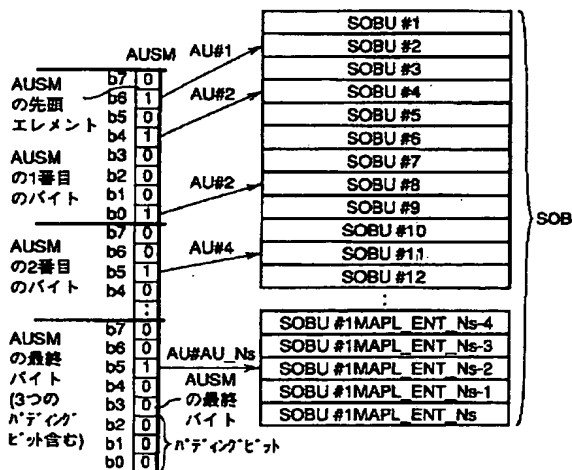 AUSM
AUSM
の先頭
エレメント
AUSM
の1番目
のバイト
b7 0
b6 1
b5 0
b4 1
b3 0
b2 0
b1 0
b0 1
AUSM
の2番目
のバイト
b7 0
b6 0
b5 1
b4 0
:
AUSM
の最終
バイト
(3つの
パディング
ビット含む)
b7 0
b6 0
b5 1
b4 0
b3 0
b2 0
b1 0
b0 0
AUSM
の最終
バイト
パディングビット
AU#1
AU#2
AU#2
AU#4
AU#AU_Ns
SOBU #1
SOBU #2
SOBU #3
SOBU #4
SOBU #5
SOBU #6
SOBU #7
SOBU #8
SOBU #9
SOBU #10
SOBU #11
SOBU #12
:
SOBU #1MAPL_ENT_Ns-4
SOBU #1MAPL_ENT_Ns-3
SOBU #1MAPL_ENT_Ns-2
SOBU #1MAPL_ENT_Ns-1
SOBU #1MAPL_ENT_Ns
SOB